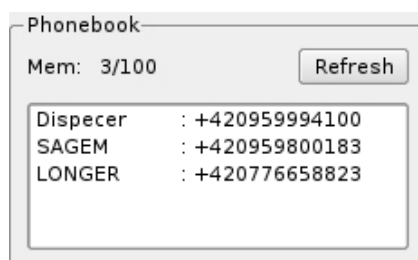 Phonebook
Mem: 3/100 Refresh
Dispecer : +420959994100
SAGEM : +420959800183
LONGER : +420776658823